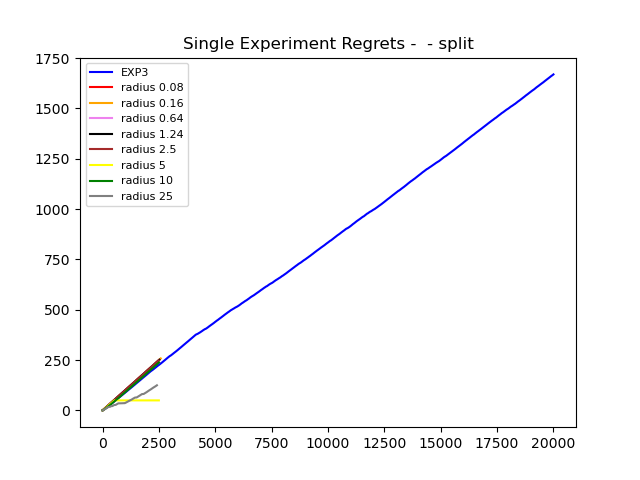 Single Experiment Regrets -  - split
1750
1500
1250
1000
750
500
250
0
EXP3
radius 0.08
radius 0.16
radius 0.64
radius 1.24
radius 2.5
radius 5
radius 10
radius 25
0 2500 5000 7500 10000 12500 15000 17500 20000